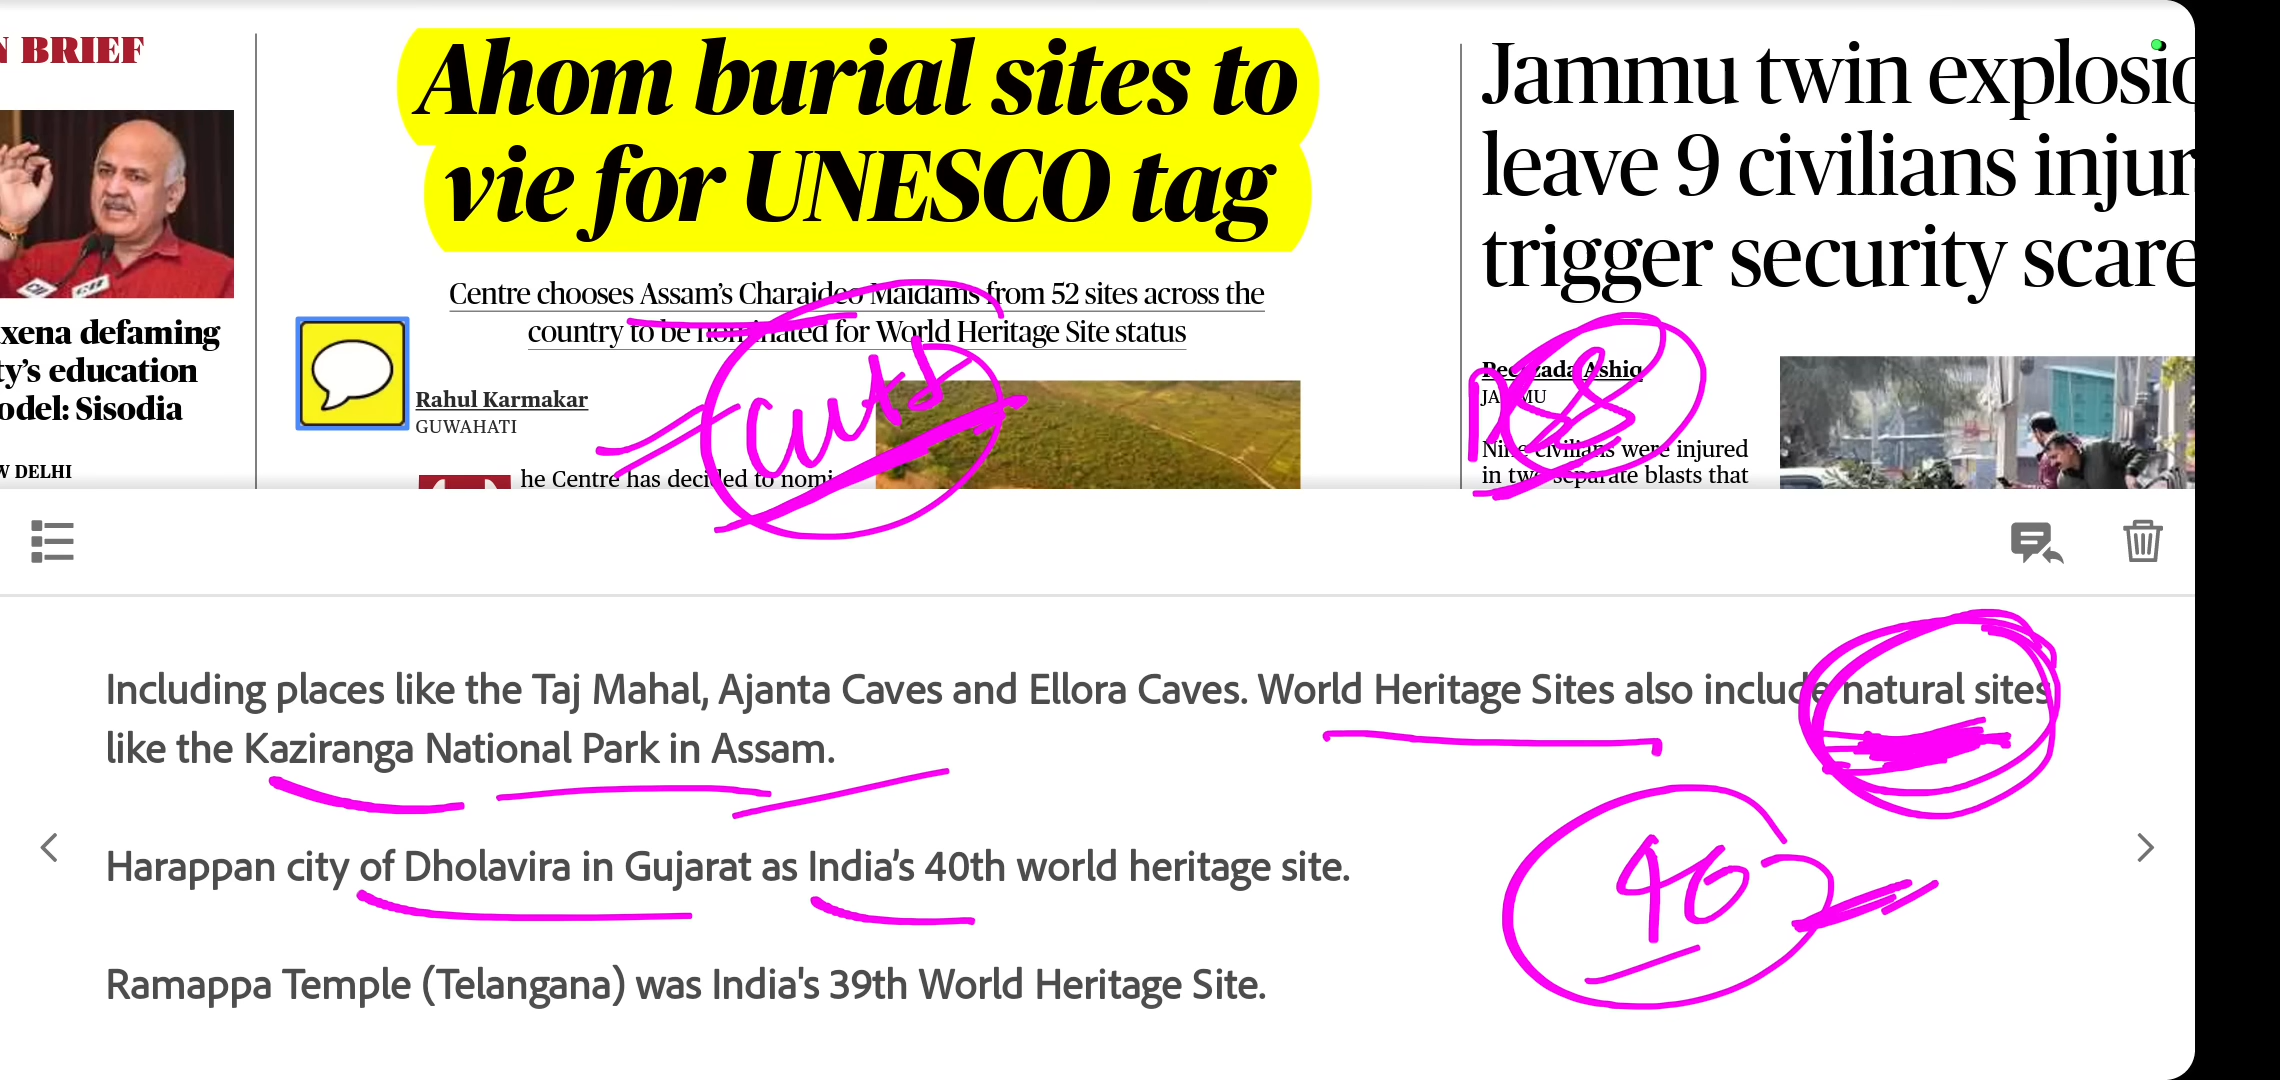 N BRIEF
xena defaming
ty's education
odel: Sisodia
W DELHI
Ahom burial sites to
vie for UNESCO tag
Centre chooses Assam's Charaideo Maidams from 52 sites across the
country to be nominated for World Heritage Site status
Rahul Karmakar
GUWAHATI
he Centre has decided to nomi-
cults
Jammu twin explosio
leave 9 civilians injur
trigger security scare
Peerzada Ashiq
JAMMU
Nine civilians were injured
in two separate blasts that
Including places like the Taj Mahal, Ajanta Caves and Ellora Caves. World Heritage Sites also include natural sites
like the Kaziranga National Park in Assam.
Harappan city of Dholavira in Gujarat as India's 40th world heritage site.
40
Ramappa Temple (Telangana) was India's 39th World Heritage Site.